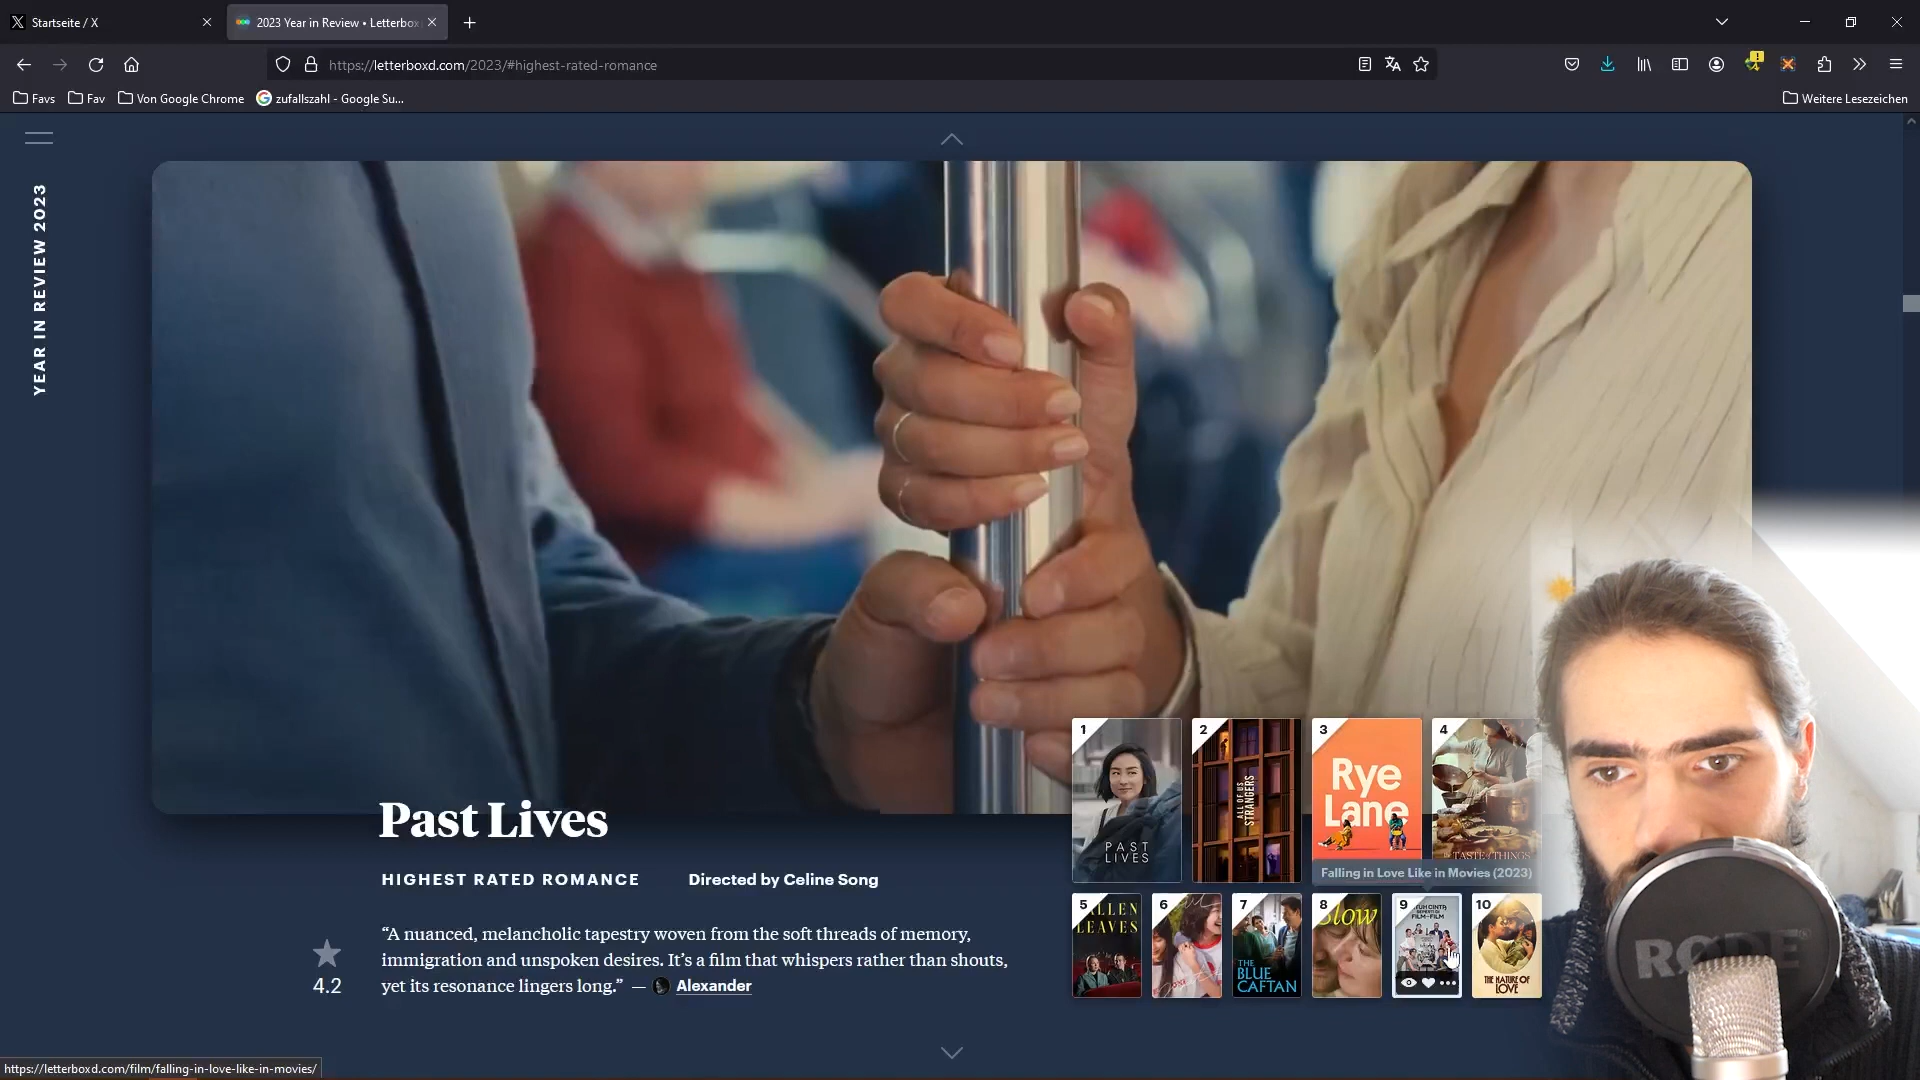 Startseite / X
2023 Year in Review • Letterbox
https://letterboxd.com/2023/#highest-rated-romance
Favs
Fav
Von Google Chrome
zufallszahl - Google Su...
Weitere Lesezeichen
YEAR IN REVIEW 2023
Past Lives
HIGHEST RATED ROMANCE
Directed by Celine Song
“A nuanced, melancholic tapestry woven from the soft threads of memory,
immigration and unspoken desires. It’s a film that whispers rather than shouts,
yet its resonance lingers long.” — Alexander
4.2
1
PAST
LIVES
2
ALL OF US
STRANGERS
3
Rye
Lane
4
TASTE of THINGS
Falling in Love Like in Movies (2023)
5
FALLEN
LEAVES
6
7
THE
BLUE
CAFTAN
8
Slow
9
FILM-FILM
10
THE NATURE OF
LOVE
RØDE
https://letterboxd.com/film/falling-in-love-like-in-movies/